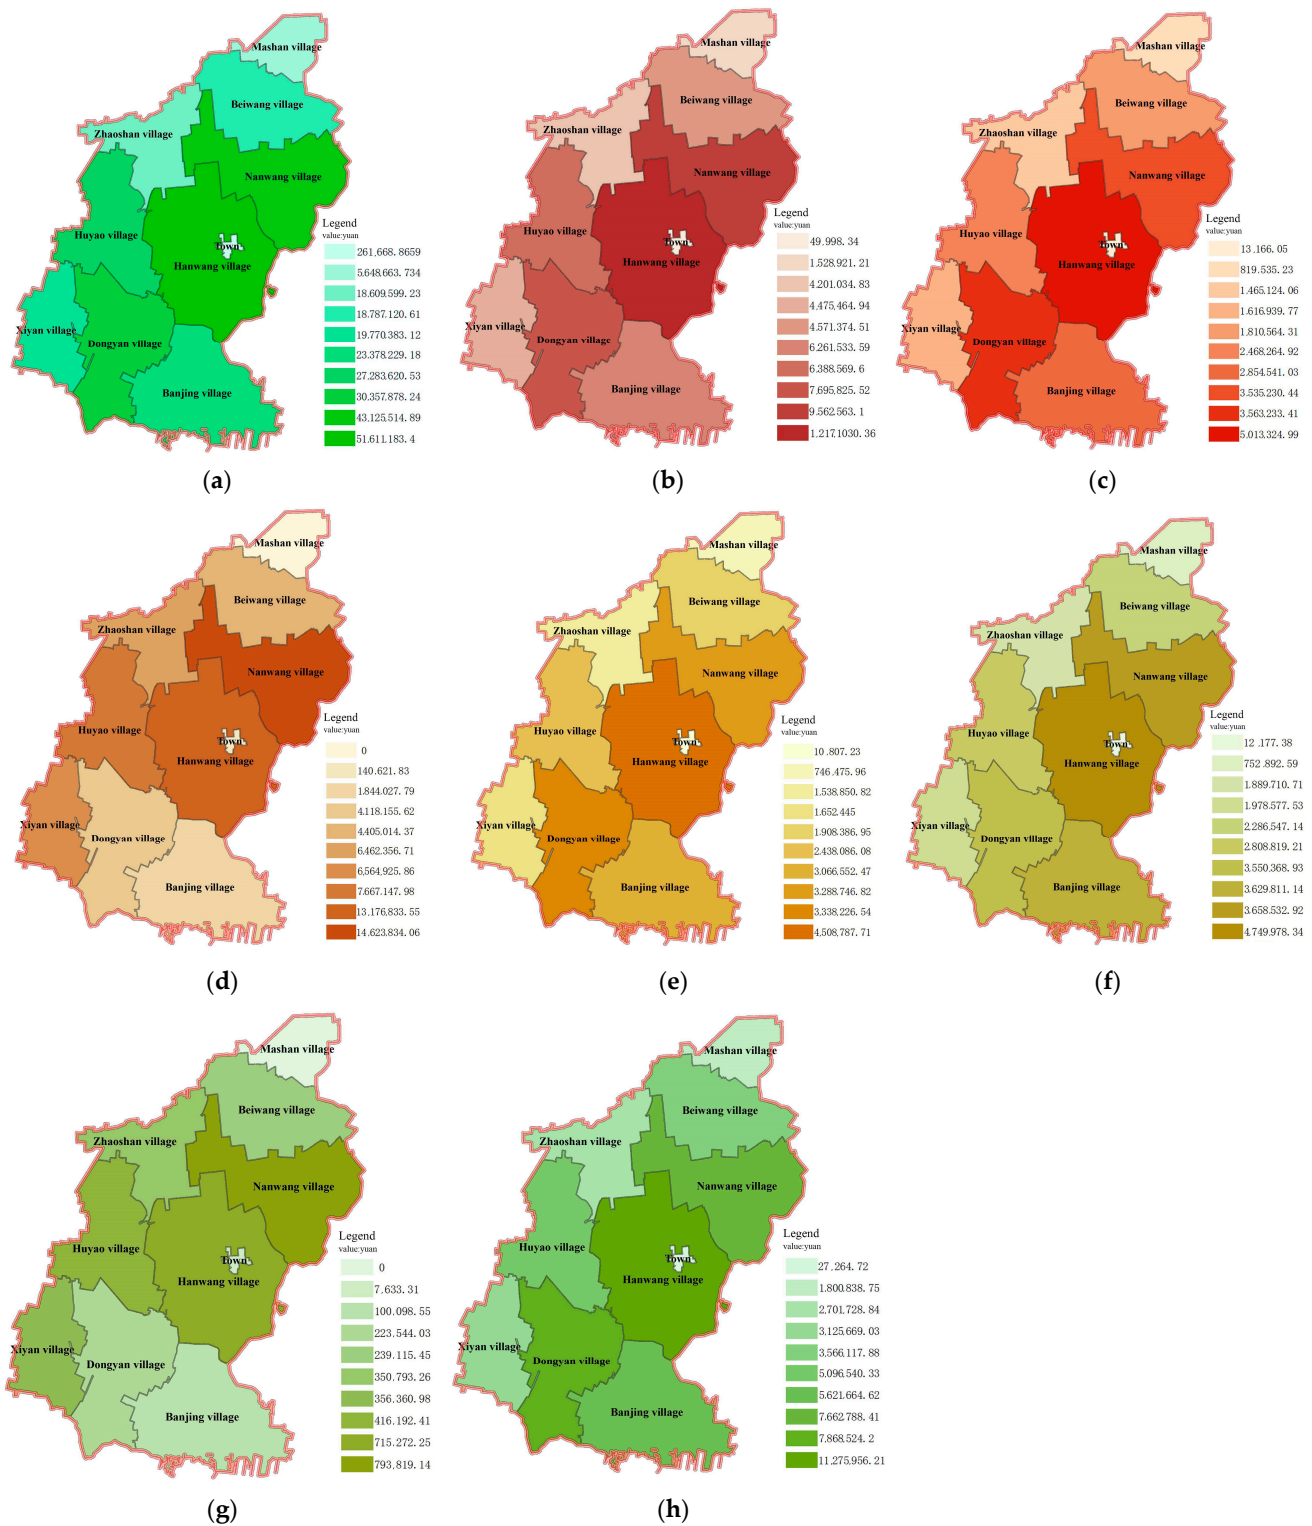 Mashan village
Beiwang village
Zhaoshan village
Nanwang village
Huyao village
Town
Hanwang village
Xiyan village
Dongyan village
Banjing village
Legend
value:yuan
261,668.8659
5,648,663.734
18,609,599.23
18,787,120.61
19,770,383.12
23,378,229.18
27,283,620.53
30,357,878.24
43,125,514.89
51,611,183.4
(a)
Mashan village
Beiwang village
Zhaoshan village
Nanwang village
Huyao village
Town
Hanwang village
Xiyan village
Dongyan village
Banjing village
Legend
value:yuan
49,998.34
1,528,921.21
4,201,034.83
4,475,464.94
4,571,374.51
6,261,533.59
6,388,569.6
7,695,825.52
9,562,563.1
1,217,1030.36
(b)
Mashan village
Beiwang village
Zhaoshan village
Nanwang village
Huyao village
Town
Hanwang village
Xiyan village
Dongyan village
Banjing village
Legend
value:yuan
13,166.05
819,535.23
1,465,124.06
1,616,939.77
1,810,564.31
2,468,264.92
2,854,541.03
3,535,230.44
3,563,233.41
5,013,324.99
(c)
Mashan village
Beiwang village
Zhaoshan village
Nanwang village
Huyao village
Town
Hanwang village
Xiyan village
Dongyan village
Banjing village
Legend
value:yuan
0
140,621.83
1,844,027.79
4,118,155.62
4,405,014.37
6,462,356.71
6,564,925.86
7,667,147.98
13,176,833.55
14,623,834.06
(d)
Mashan village
Beiwang village
Zhaoshan village
Nanwang village
Huyao village
Town
Hanwang village
Xiyan village
Dongyan village
Banjing village
Legend
value:yuan
10,807.23
746,475.96
1,538,850.82
1,652,445
1,908,386.95
2,438,086.08
3,066,552.47
3,288,746.82
3,338,226.54
4,508,787.71
(e)
Mashan village
Beiwang village
Zhaoshan village
Nanwang village
Huyao village
Town
Hanwang village
Xiyan village
Dongyan village
Banjing village
Legend
value:yuan
12,177.38
752,892.59
1,889,710.71
1,978,577.53
2,286,547.14
2,808,819.21
3,550,368.93
3,629,811.14
3,658,532.92
4,749,978.34
(f)
Mashan village
Beiwang village
Zhaoshan village
Nanwang village
Huyao village
Town
Hanwang village
Xiyan village
Dongyan village
Banjing village
Legend
value:yuan
0
7,633.31
100,098.55
223,544.03
239,115.45
350,793.26
356,360.98
416,192.41
715,272.25
793,819.14
(g)
Mashan village
Beiwang village
Zhaoshan village
Nanwang village
Huyao village
Town
Hanwang village
Xiyan village
Dongyan village
Banjing village
Legend
value:yuan
27,264.72
1,800,838.75
2,701,728.84
3,125,669.03
3,566,117.88
5,096,540.33
5,621,664.62
7,662,788.41
7,868,524.2
11,275,956.21
(h)